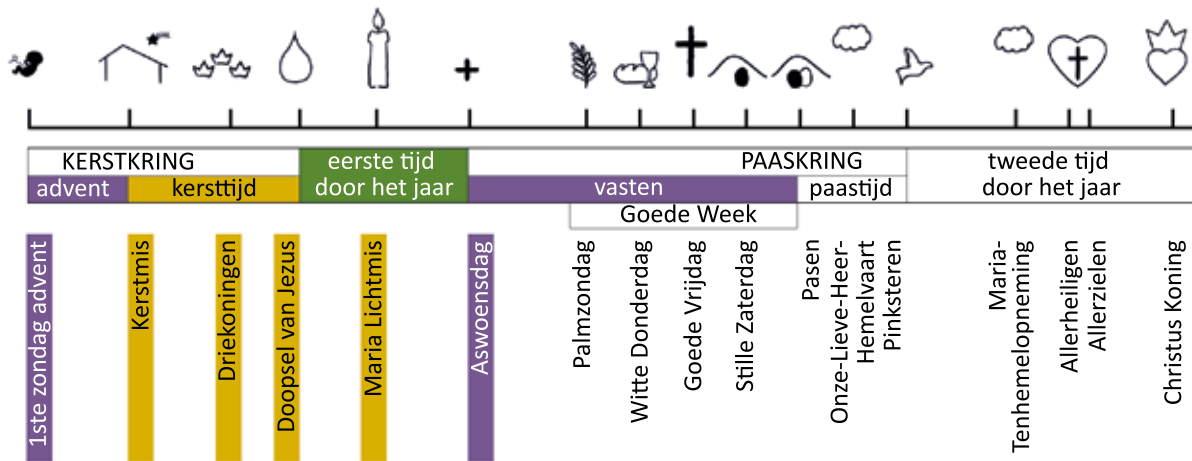 KERSTKRING
eerste tijd
PAASKRING
tweede tijd
advent
kersttijd
door het jaar
vasten
paastijd
door het jaar
Goede Week
1ste zondag advent
Kerstmis
Driekoningen
Doopsel van Jezus
Maria Lichtmis
Aswoensdag
Palmzondag
Witte Donderdag
Goede Vrijdag
Stille Zaterdag
Pasen
Onze-Lieve-Heer-
Hemelvaart
Pinksteren
Maria-
Tenhemelopneming
Allerheiligen
Allerzielen
Christus Koning